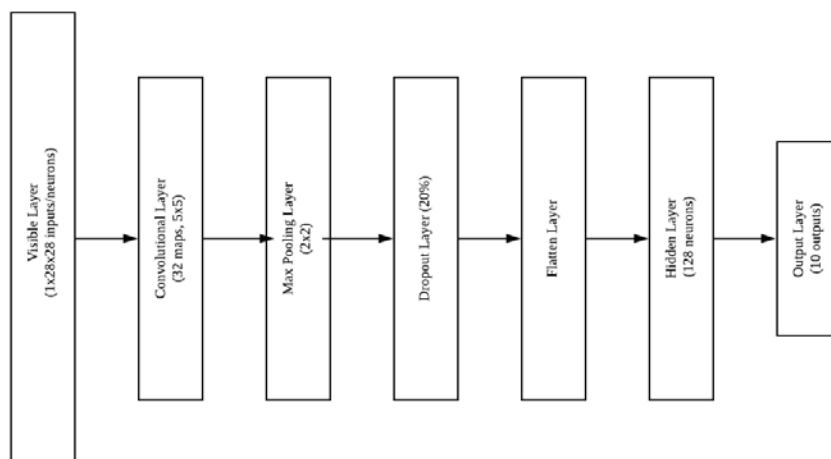 Visible Layer
(1x28x28 inputs/neurons)
Convolutional Layer
(32 maps, 5x5)
Max Pooling Layer
(2x2)
Dropout Layer (20%)
Flatten Layer
Hidden Layer
(128 neurons)
Output Layer
(10 outputs)